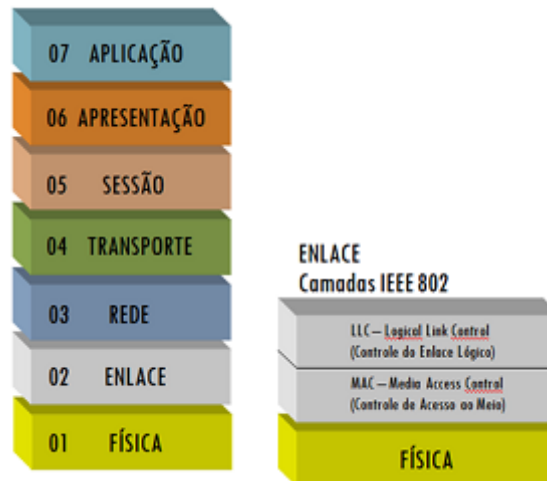 07 APLICAÇÃO
06 APRESENTAÇÃO
05 SESSÃO
04 TRANSPORTE
03 REDE
02 ENLACE
01 FÍSICA
ENLACE
Camadas IEEE 802
LLC – Logical Link Control
(Controle do Enlace Lógico)
MAC – Media Access Control
(Controle de Acesso ao Meio)
FÍSICA